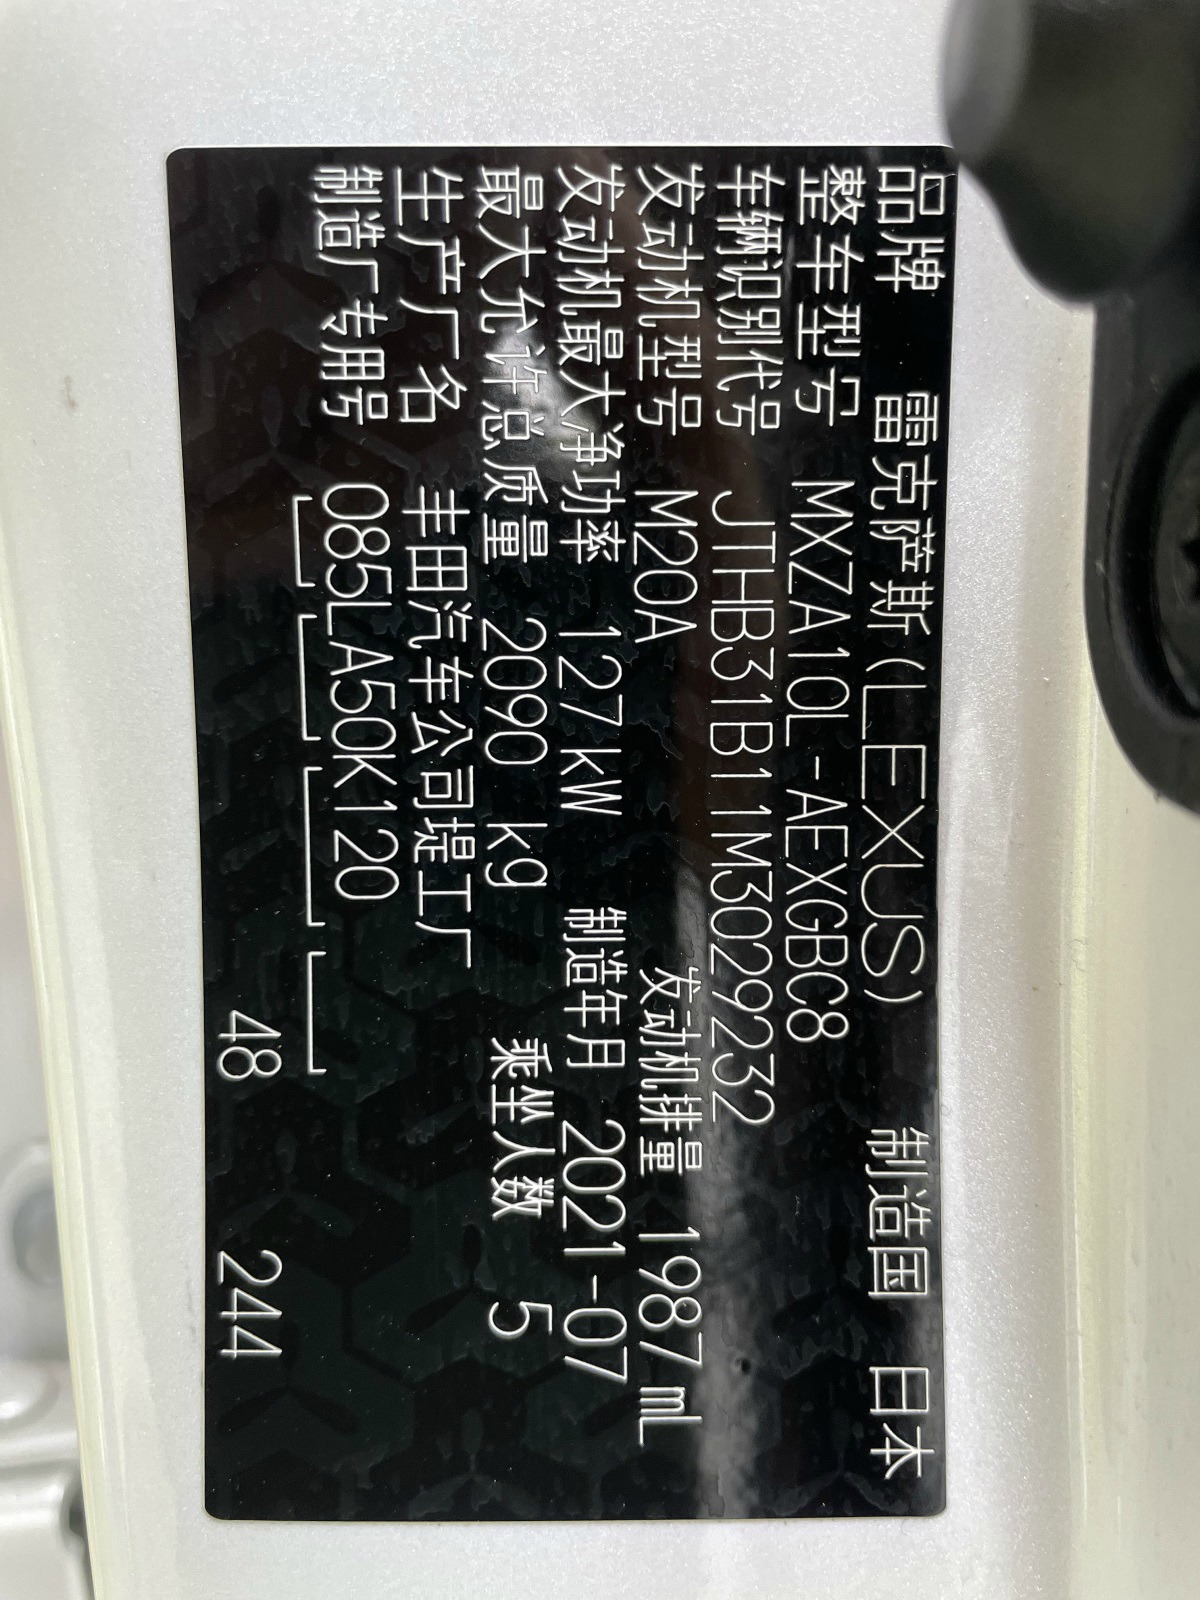 品牌 雷克萨斯(LEXUS) 制造国 日本
整车型号 MXZA10L-AEXGBC8
车辆识别代号 JTHB31B11M3029232
发动机型号 M20A 发动机排量 1987 mL
发动机最大净功率 127 kW 制造年月 2021-07
最大允许总质量 2090 kg 乘坐人数 5
生产厂名 丰田汽车公司堤工厂
制造厂专用号 085LA50K120
48 244